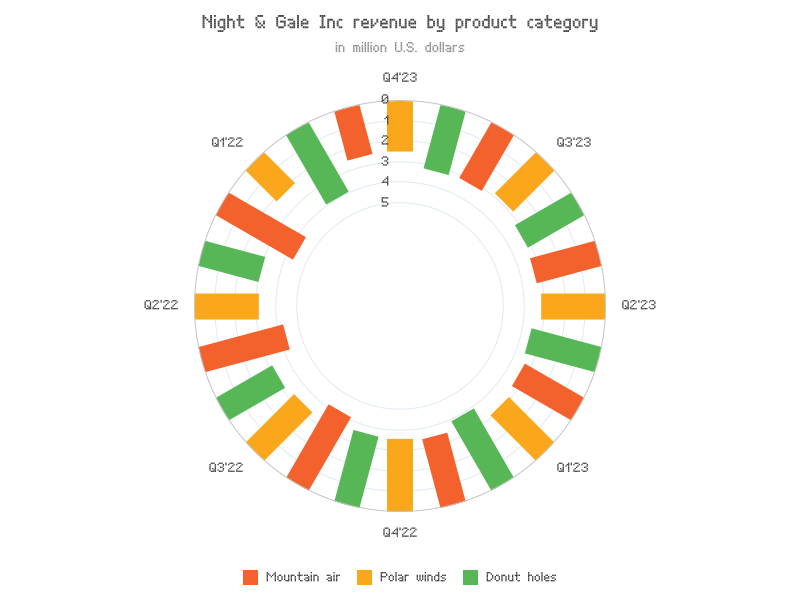 Night & Gale Inc revenue by product category
in million U.S. dollars
Q4'23
0
1
2
3
4
5
Q1'22
Q3'23
Q2'22
Q2'23
Q3'22
Q1'23
Q4'22
Mountain air
Polar winds
Donut holes